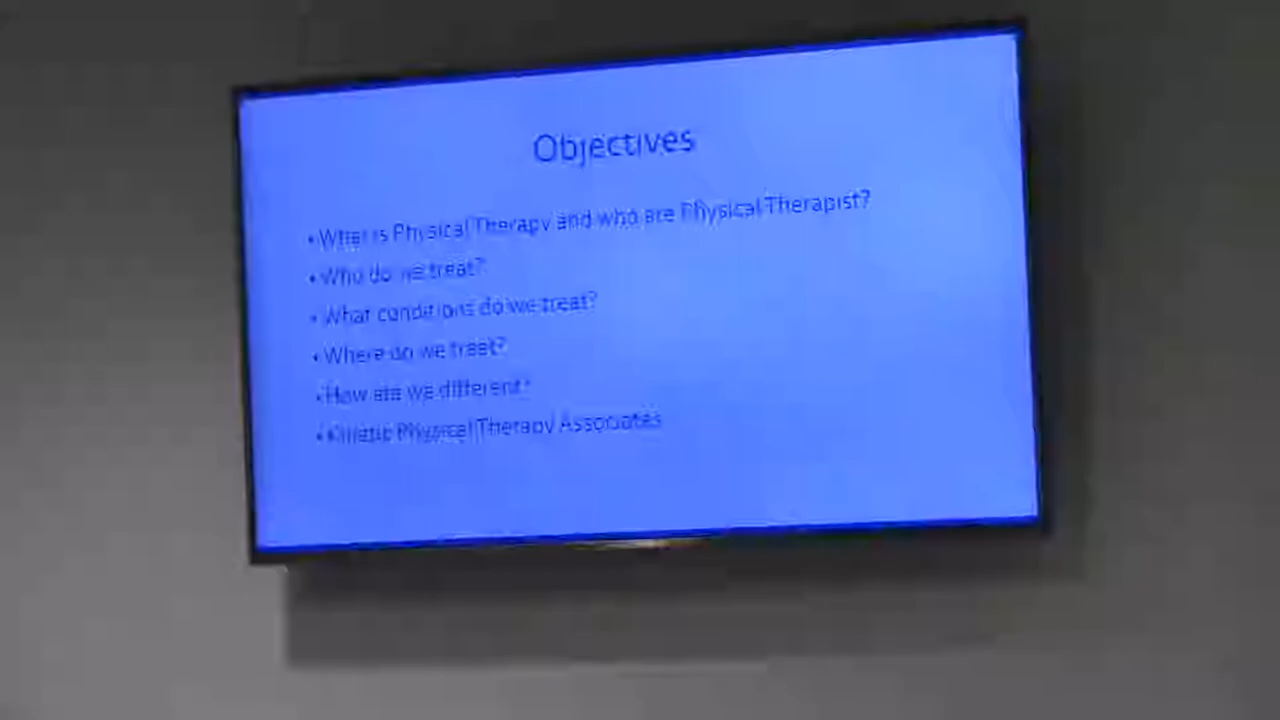 Objectives
• What is Physical Therapy and who are Physical Therapist?
• Who do we treat?
• What conditions do we treat?
• Where do we treat?
• How are we different?
• Kinetic Physical Therapy Associates